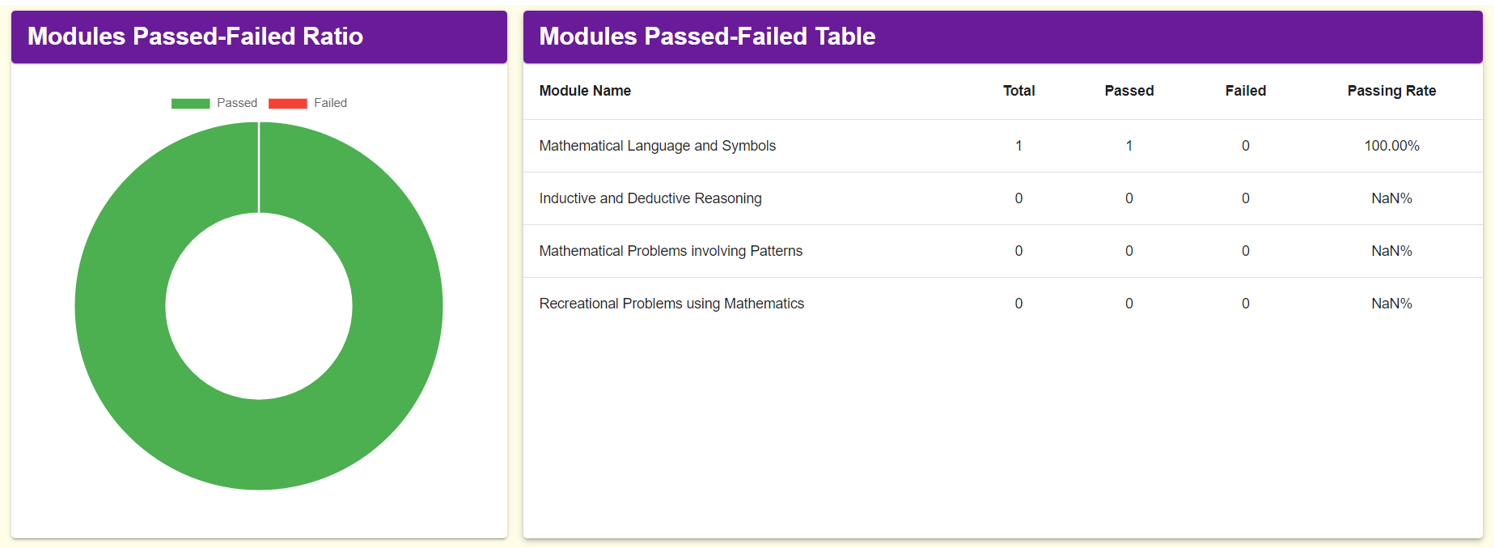 Modules Passed-Failed Ratio
Passed Failed
Modules Passed-Failed Table
Module Name Total Passed Failed Passing Rate
Mathematical Language and Symbols 1 1 0 100.00%
Inductive and Deductive Reasoning 0 0 0 NaN%
Mathematical Problems involving Patterns 0 0 0 NaN%
Recreational Problems using Mathematics 0 0 0 NaN%